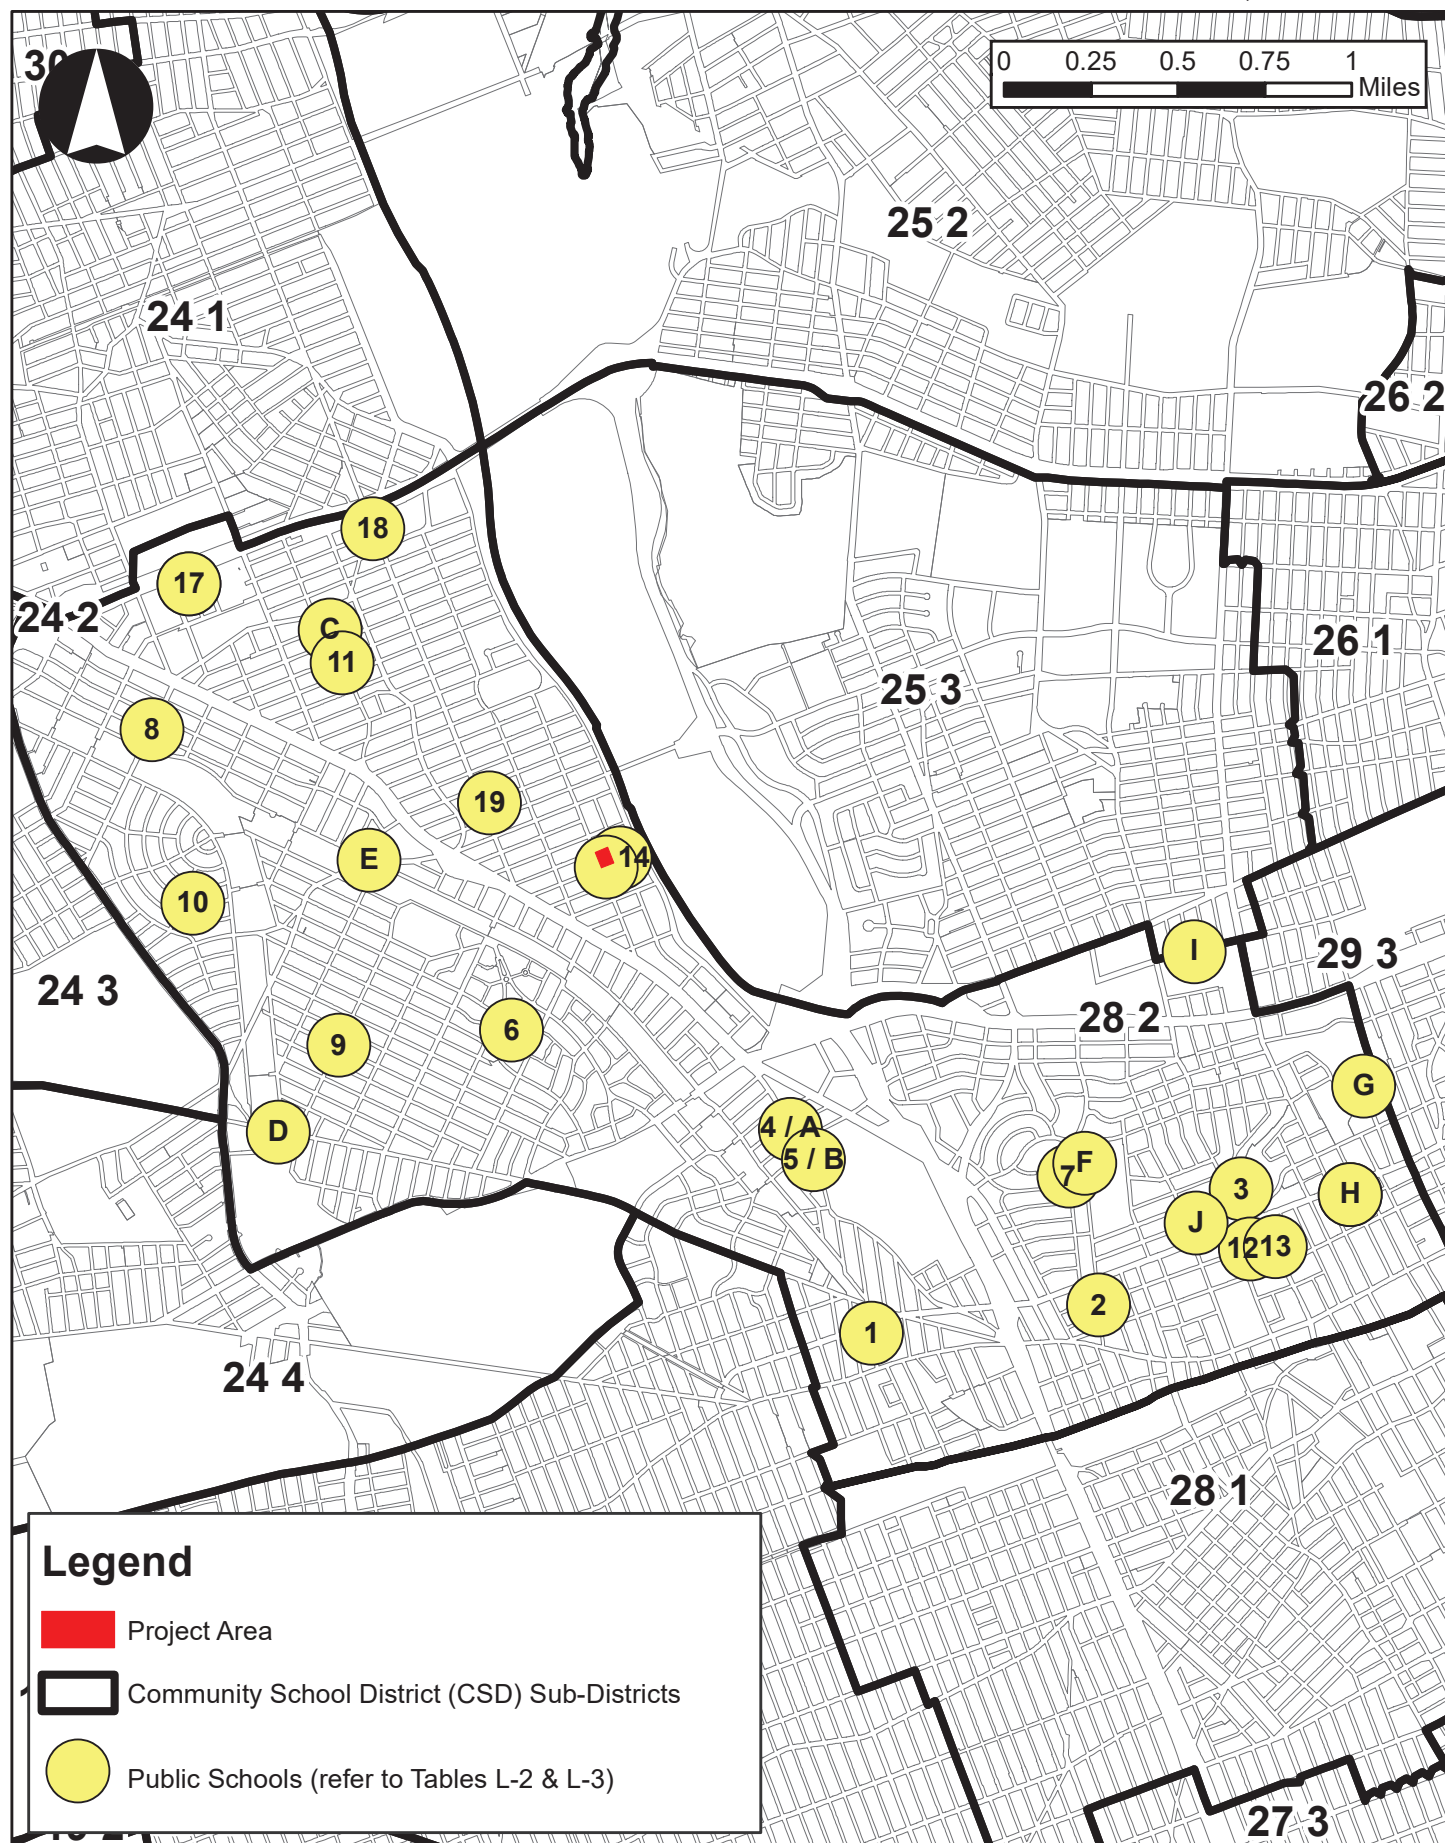 30
0 0.25 0.5 0.75 1
Miles
25 2
24 1
26 2
18
17
24 2
C
11
26 1
25 3
8
19
14
E
10
I
29 3
24 3
28 2
6
9
G
D
4 / A
5 / B
F
7
3
H
J
12
13
2
1
24 4
28 1
Legend
Project Area
Community School District (CSD) Sub-Districts
Public Schools (refer to Tables L-2 & L-3)
27 3